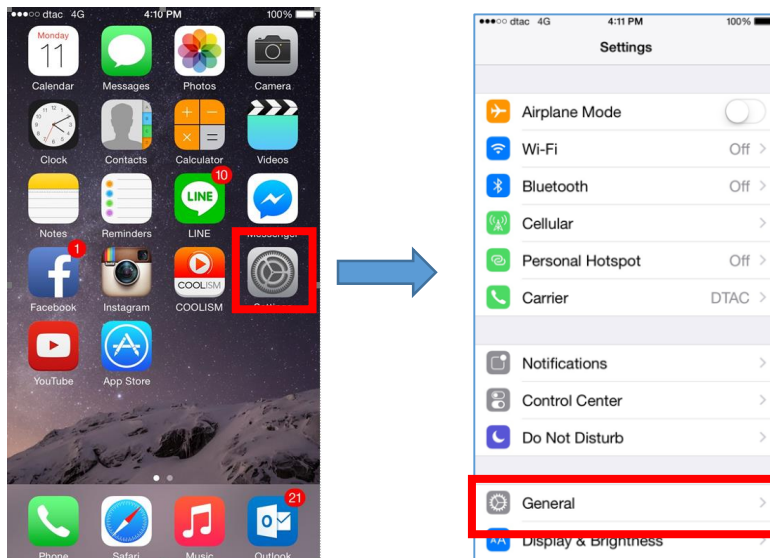 dtac 4G 4:10 PM 100%
Monday
11
Calendar Messages Photos Camera
Clock Contacts Calculator Videos
10
LINE
Notes Reminders LINE Messenger
1
COOLISM
Facebook Instagram COOLISM Settings
YouTube App Store
21
Phone Safari Music Outlook
dtac 4G 4:11 PM 100%
Settings
Airplane Mode
Wi-Fi Off
Bluetooth Off
Cellular
Personal Hotspot Off
Carrier DTAC
Notifications
Control Center
Do Not Disturb
General
AA Display & Brightness